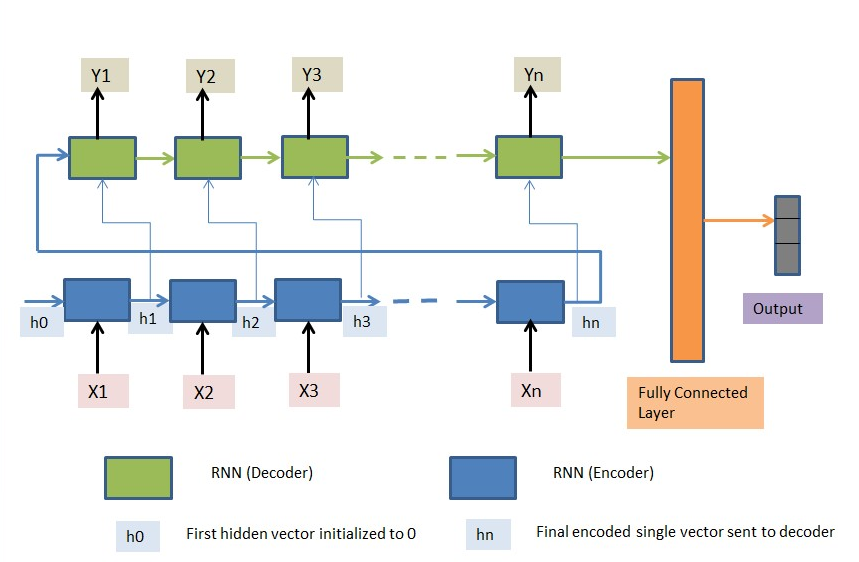 Y1
Y2
Y3
Yn
h0
h1
h2
h3
hn
X1
X2
X3
Xn
Output
Fully Connected
Layer
RNN (Decoder)
RNN (Encoder)
h0
First hidden vector initialized to 0
hn
Final encoded single vector sent to decoder